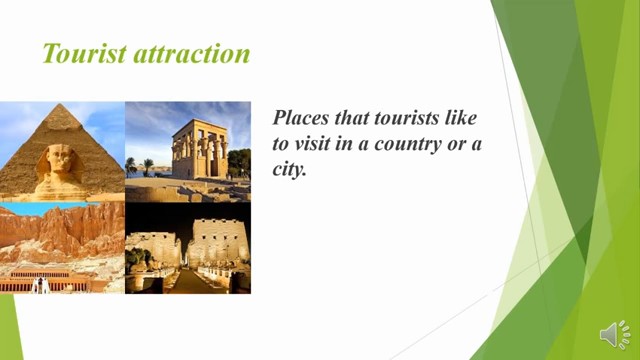 Tourist attraction
Places that tourists like
to visit in a country or a
city.